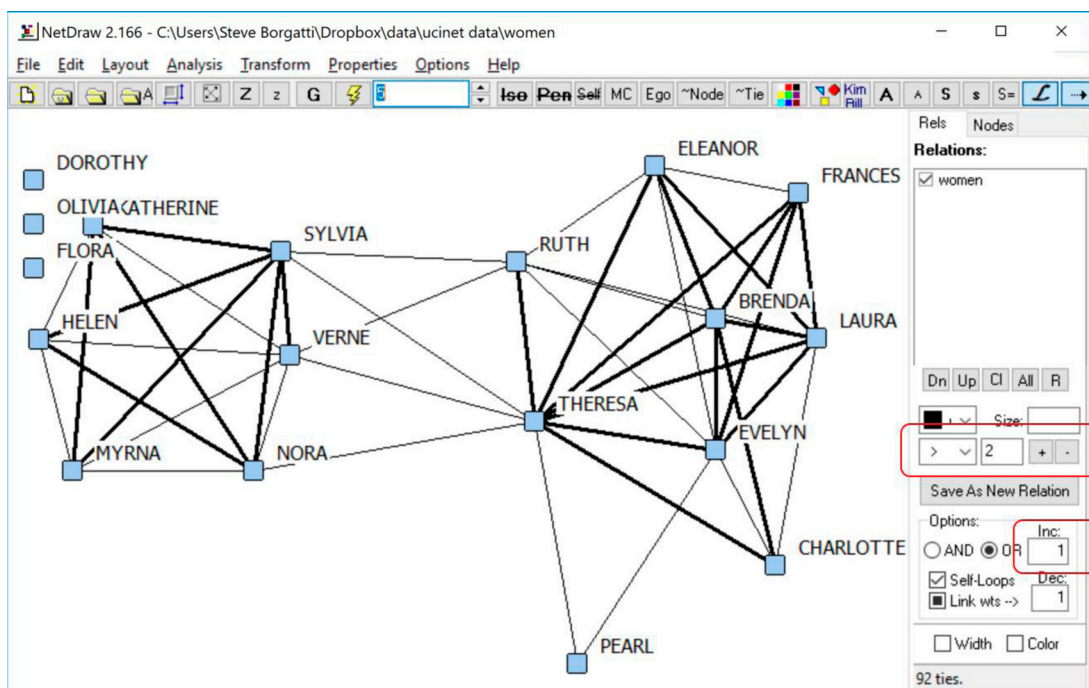 NetDraw 2.166 - C:\Users\Steve Borgatti\Dropbox\data\ucinet data\women
File Edit Layout Analysis Transform Properties Options Help
A Z z G 5 Iso Pen Self MC Ego ~Node ~Tie Kim Bill A A S s S= L
Rels Nodes
Relations:
women
DOROTHY
ELEANOR
FRANCES
OLIVIA KATHERINE
FLORA
SYLVIA
RUTH
BRENDA
LAURA
HELEN
VERNE
THERESA
EVELYN
MYRNA
NORA
CHARLOTTE
PEARL
Dn Up Cl All R
Size:
> 2 + -
Save As New Relation
Options:
Inc:
AND OR 1
Self-Loops Dec:
Link wts --> 1
Width Color
92 ties.